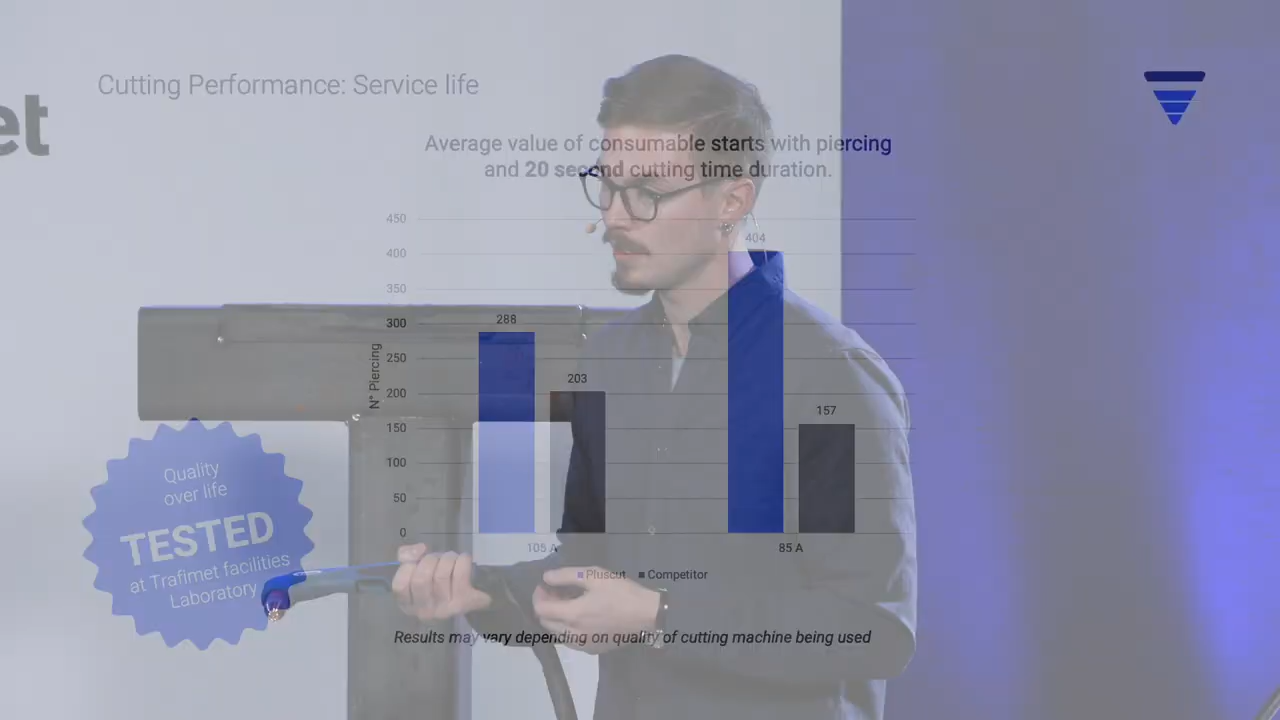 Cutting Performance: Service life
et
Average value of consumable starts with piercing
and 20 second cutting time duration.
450
404
400
350
300
288
250
N° Piercing
203
200
157
150
100
50
0
105 A
85 A
Pluscut
Competitor
Quality
over life
TESTED
at Trafimet facilities
Laboratory
Results may vary depending on quality of cutting machine being used